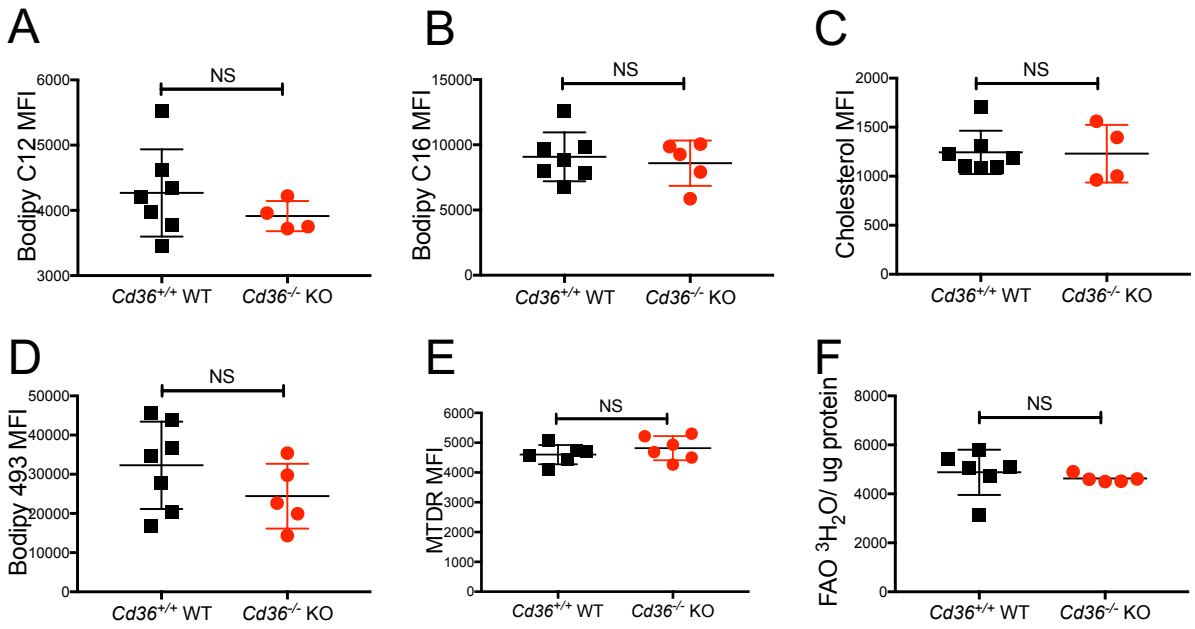 A
Bodipy C12 MFI
6000
5000
4000
3000
NS
Cd36+/+ WT
Cd36-/- KO
B
Bodipy C16 MFI
15000
10000
5000
0
NS
Cd36+/+ WT
Cd36-/- KO
C
Cholesterol MFI
2000
1500
1000
500
0
NS
Cd36+/+ WT
Cd36-/- KO
D
Bodipy 493 MFI
50000
40000
30000
20000
10000
0
NS
Cd36+/+ WT
Cd36-/- KO
E
MTDR MFI
6000
5000
4000
3000
2000
1000
0
NS
Cd36+/+ WT
Cd36-/- KO
F
FAO ³H₂O/ ug protein
8000
6000
4000
2000
0
NS
Cd36+/+ WT
Cd36-/- KO